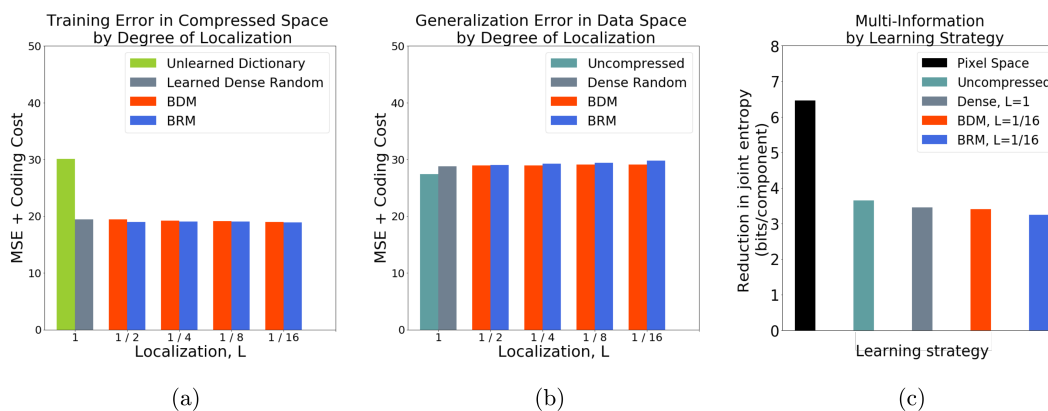 Training Error in Compressed Space
by Degree of Localization
MSE + Coding Cost
50
40
30
20
10
0
Unlearned Dictionary
Learned Dense Random
BDM
BRM
1
1 / 2
1 / 4
1 / 8
1 / 16
Localization, L
(a)
Generalization Error in Data Space
by Degree of Localization
MSE + Coding Cost
50
40
30
20
10
0
Uncompressed
Dense Random
BDM
BRM
1
1 / 2
1 / 4
1 / 8
1 / 16
Localization, L
(b)
Multi-Information
by Learning Strategy
Reduction in joint entropy
(bits/component)
8
7
6
5
4
3
2
1
0
Pixel Space
Uncompressed
Dense, L=1
BDM, L=1/16
BRM, L=1/16
Learning strategy
(c)